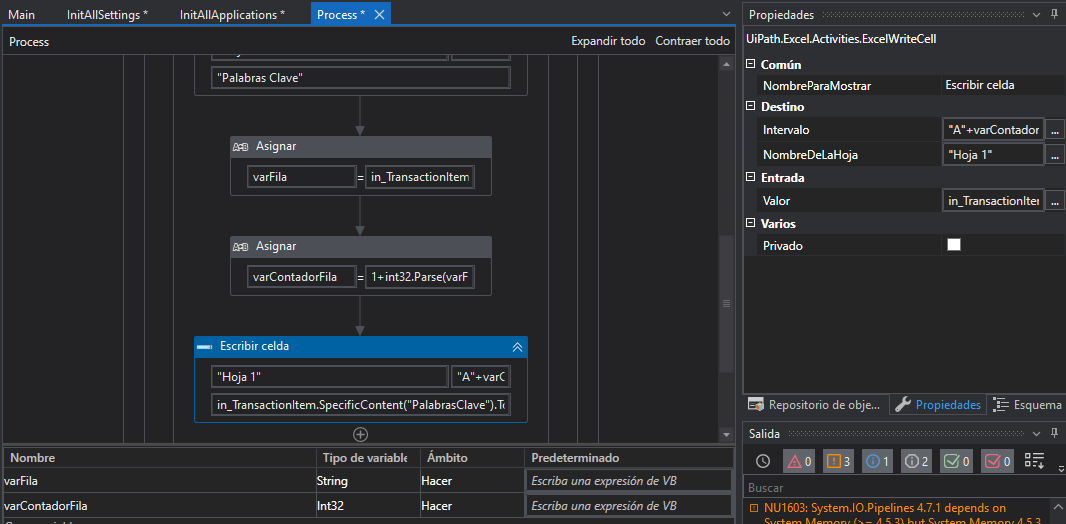 Main
InitAllSettings *
InitAllApplications *
Process *
Process
Expandir todo
Contraer todo
"Palabras Clave"
Asignar
varFila
=
in_TransactionItem
Asignar
varContadorFila
=
1+int32.Parse(varF
Escribir celda
"Hoja 1"
"A"+varC
in_TransactionItem.SpecificContent("PalabrasClave").To
Nombre
Tipo de variable
Ámbito
Predeterminado
varFila
String
Hacer
Escriba una expresión de VB
varContadorFila
Int32
Hacer
Escriba una expresión de VB
Propiedades
UiPath.Excel.Activities.ExcelWriteCell
Común
NombreParaMostrar
Escribir celda
Destino
Intervalo
"A"+varContador
...
NombreDeLaHoja
"Hoja 1"
...
Entrada
Valor
in_TransactionIter
...
Varios
Privado
Repositorio de obje...
Propiedades
Esquema
Salida
0
3
1
2
0
0
Buscar
NU1603: System.IO.Pipelines 4.7.1 depends on
System.Memory (>= 4.5.3) but System.Memory 4.5.3